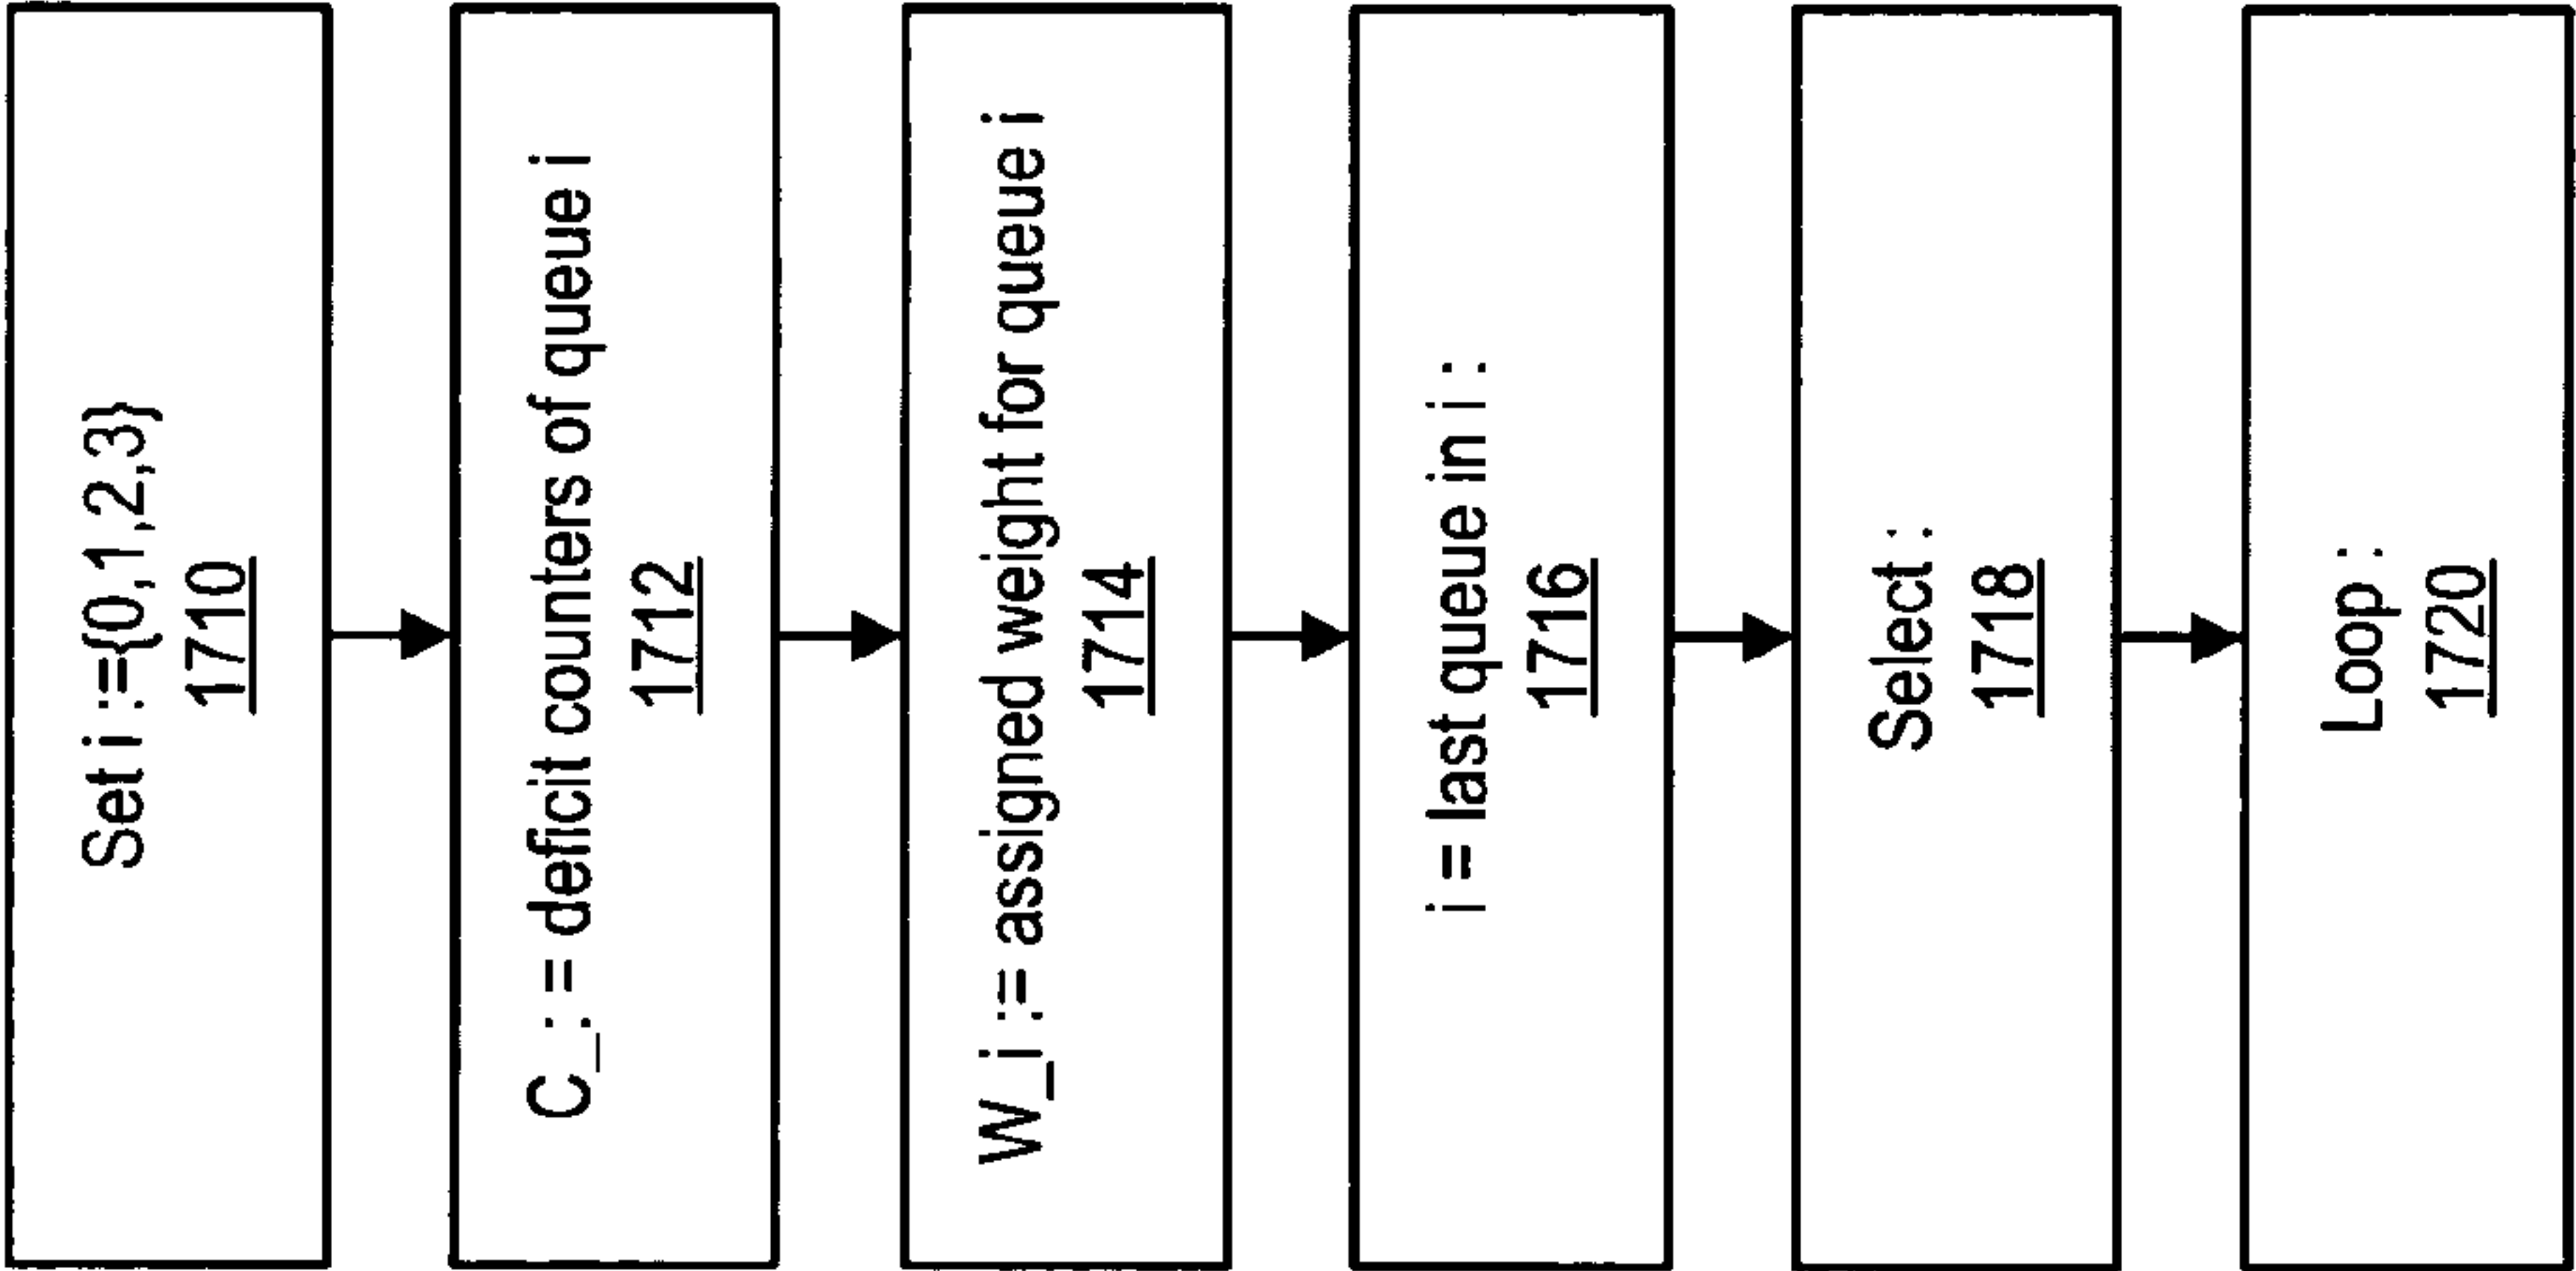 Set i :={0,1,2,3}
1710
C_: = deficit counters of queue i
1712
W_i := assigned weight for queue i
1714
i = last queue in i :
1716
Select :
1718
Loop :
1720